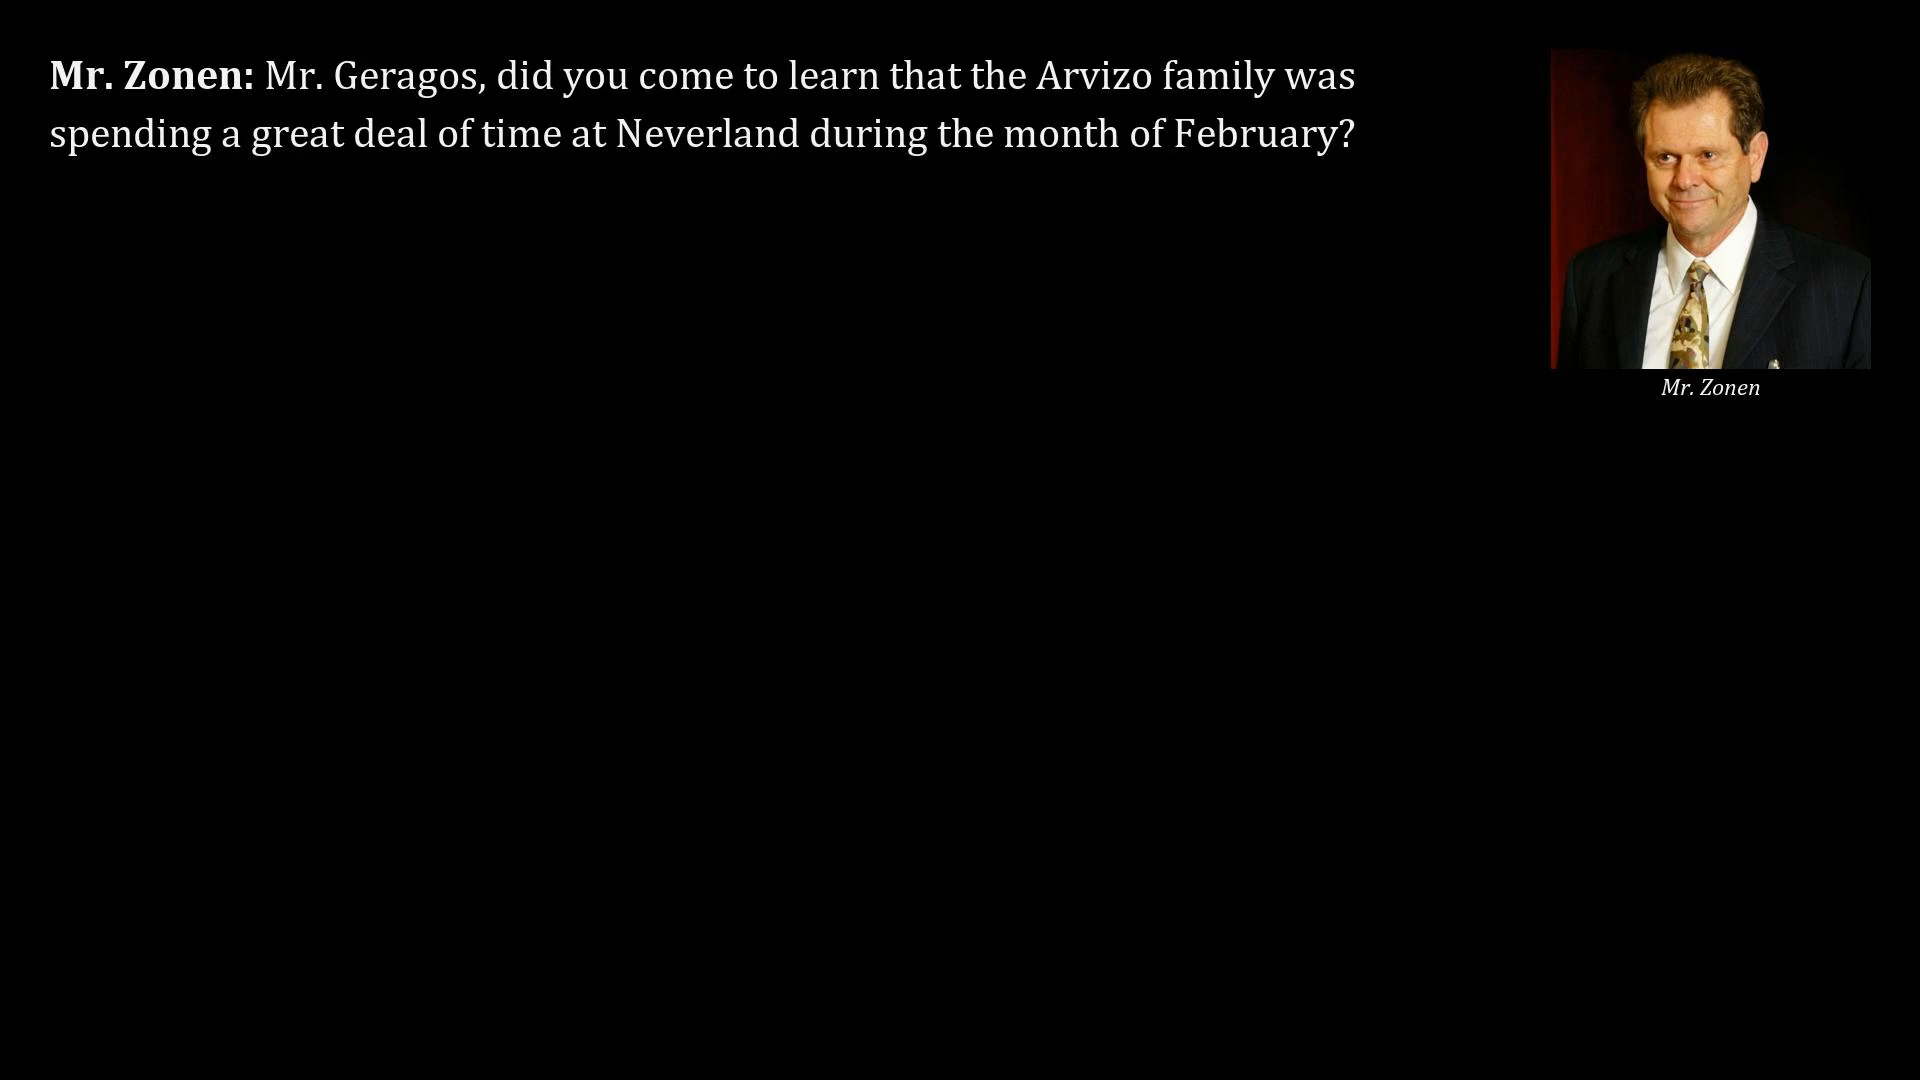 Mr. Zonen: Mr. Geragos, did you come to learn that the Arvizo family was
spending a great deal of time at Neverland during the month of February?
Mr. Zonen